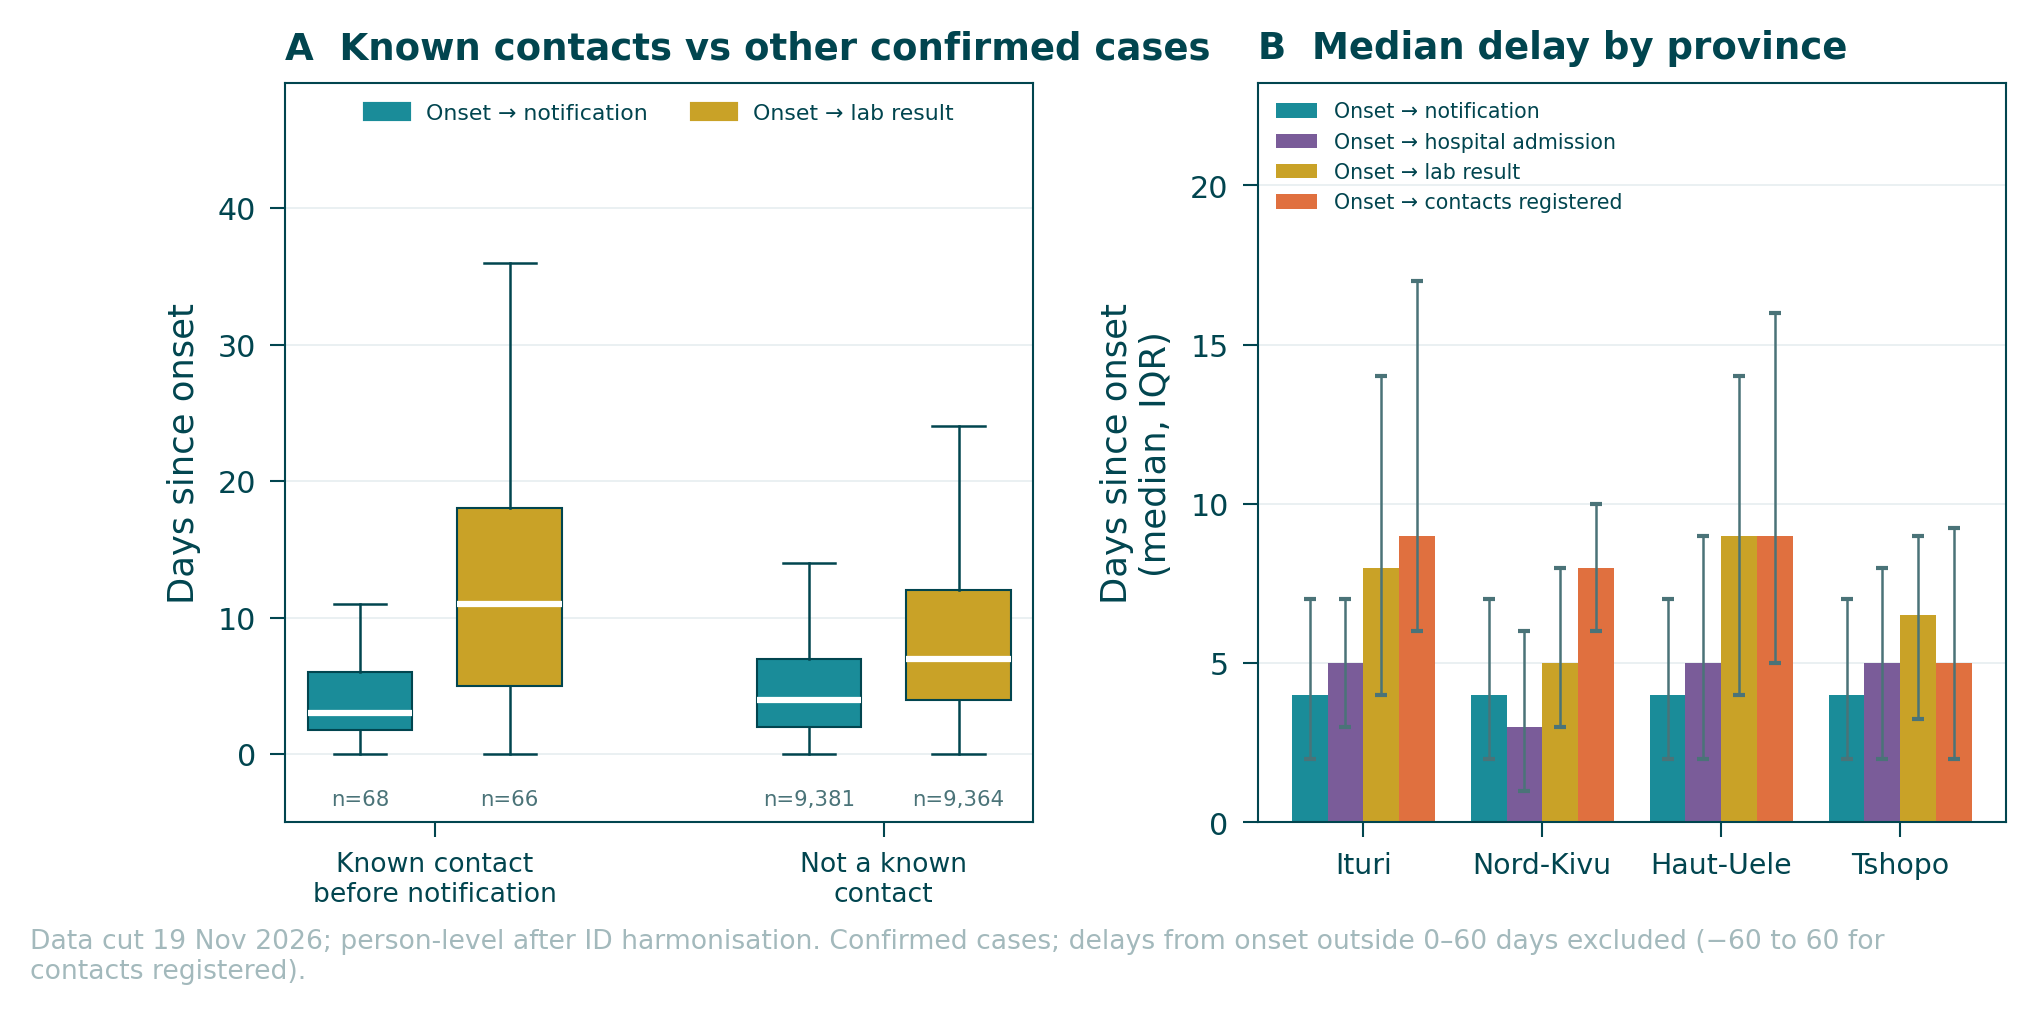 A  Known contacts vs other confirmed cases
Onset → notification
Onset → lab result
Days since onset
40
30
20
10
0
n=68
n=66
n=9,381
n=9,364
Known contact
before notification
Not a known
contact
B  Median delay by province
Onset → notification
Onset → hospital admission
Onset → lab result
Onset → contacts registered
Days since onset
(median, IQR)
20
15
10
5
0
Ituri
Nord-Kivu
Haut-Uele
Tshopo
Data cut 19 Nov 2026; person-level after ID harmonisation. Confirmed cases; delays from onset outside 0–60 days excluded (−60 to 60 for
contacts registered).